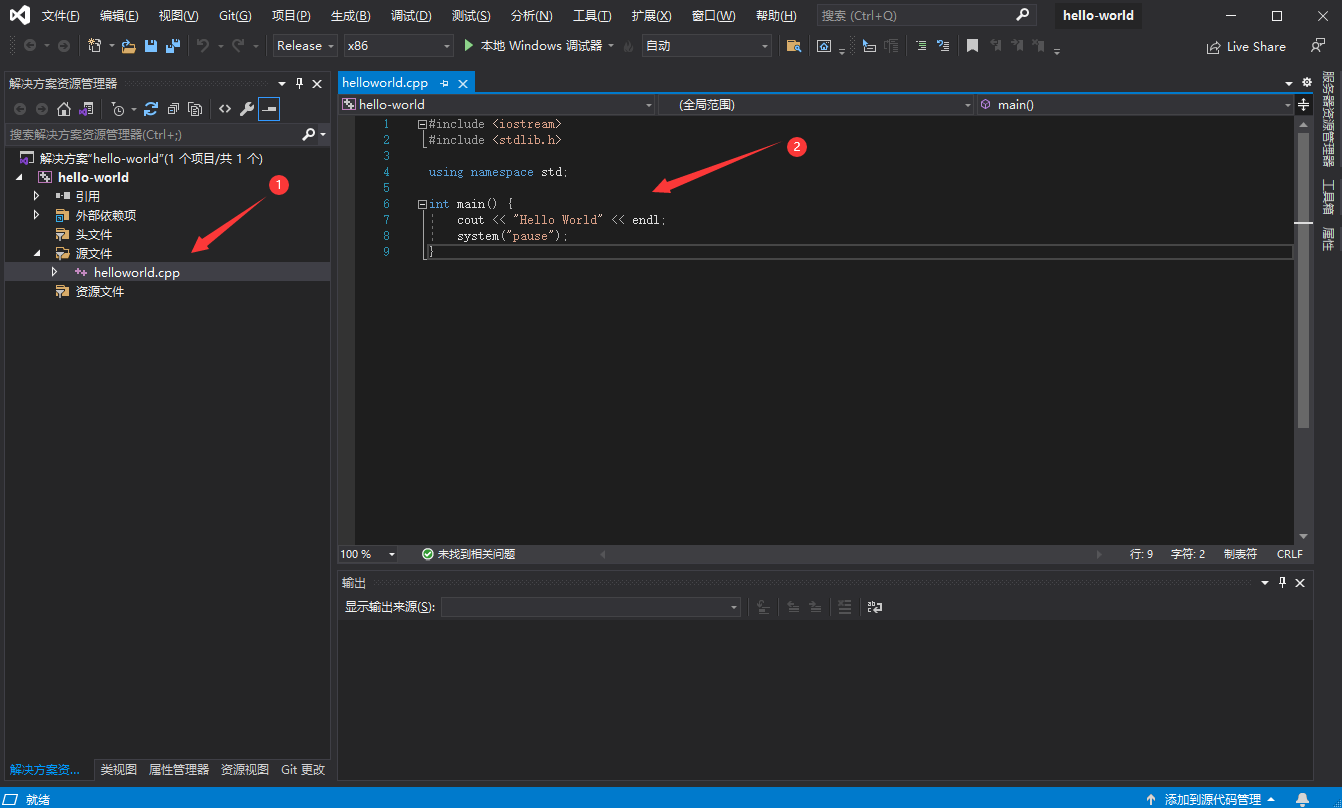 文件(F) 编辑(E) 视图(V) Git(G) 项目(P) 生成(B) 调试(D) 测试(S) 分析(N) 工具(T) 扩展(X) 窗口(W) 帮助(H) 搜索 (Ctrl+Q) hello-world
Release x86 本地 Windows 调试器 自动 Live Share
解决方案资源管理器
搜索解决方案资源管理器(Ctrl+;)
解决方案"hello-world"(1 个项目/共 1 个)
hello-world
引用
外部依赖项
头文件
源文件
helloworld.cpp
资源文件
1
解决方案资... 类视图 属性管理器 资源视图 Git 更改
helloworld.cpp
hello-world (全局范围) main()
1 #include <iostream>
2 #include <stdlib.h>
3
4 using namespace std;
5
6 int main() {
7 cout << "Hello World" << endl;
8 system("pause");
9 }
2
100 % 未找到相关问题 行: 9 字符: 2 制表符 CRLF
输出
显示输出来源(S):
服务器资源管理器
工具箱
属性
就绪 添加到源代码管理